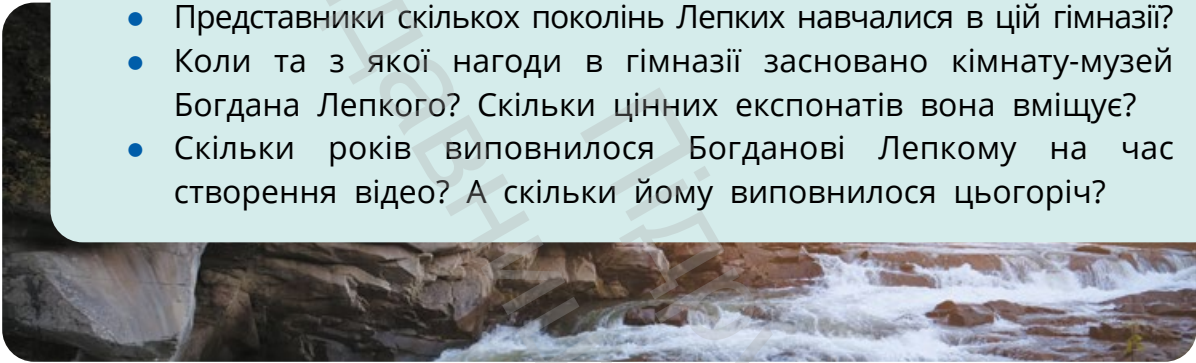 • Представники скількох поколінь Лепких навчалися в цій гімназії?
• Коли та з якої нагоди в гімназії засновано кімнату-музей
Богдана Лепкого? Скільки цінних експонатів вона вміщує?
• Скільки років виповнилося Богданові Лепкому на час
створення відео? А скільки йому виповнилося цьогоріч?